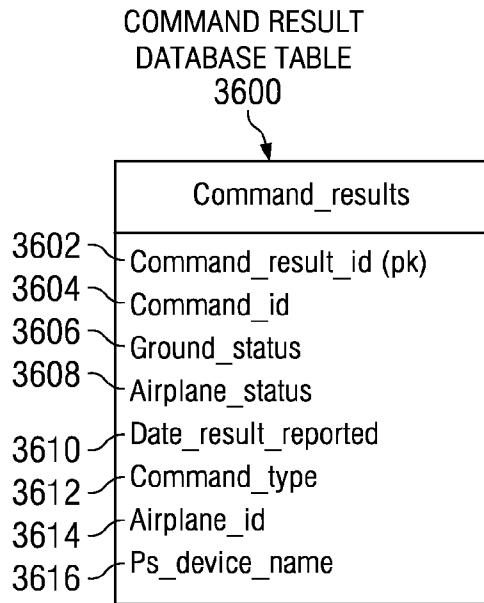 COMMAND RESULT
DATABASE TABLE
3600
Command_results
3602 Command_result_id (pk)
3604 Command_id
3606 Ground_status
3608 Airplane_status
3610 Date_result_reported
3612 Command_type
3614 Airplane_id
3616 Ps_device_name